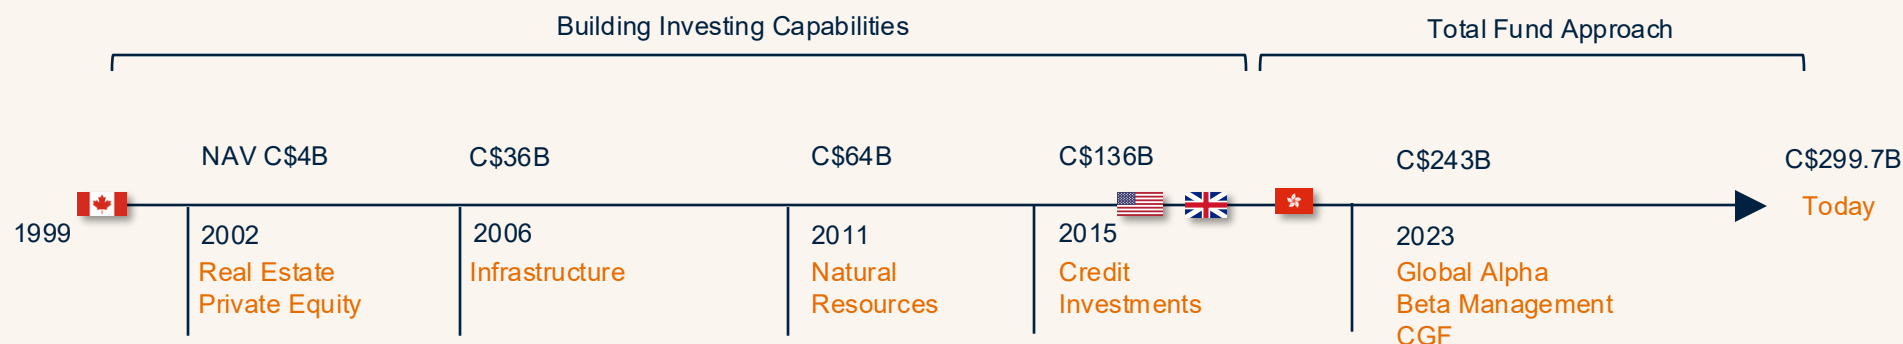 Building Investing Capabilities
Total Fund Approach
NAV C$4B
C$36B
C$64B
C$136B
C$243B
C$299.7B
1999
2002
Real Estate
Private Equity
2006
Infrastructure
2011
Natural
Resources
2015
Credit
Investments
2023
Global Alpha
Beta Management
CGF
Today